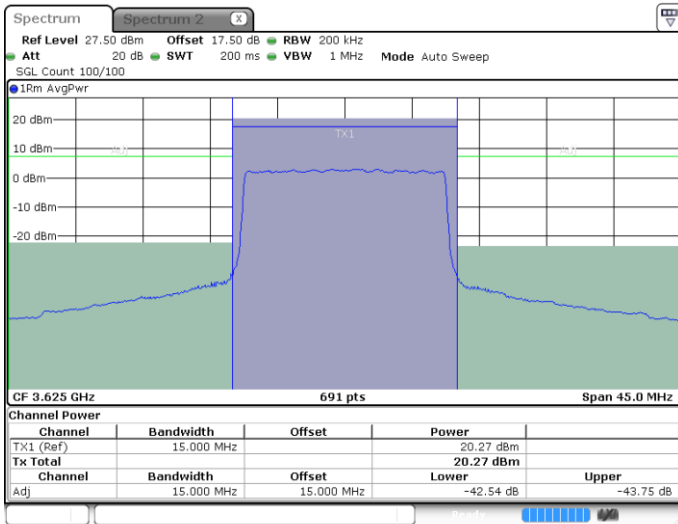 Spectrum Spectrum 2 X
Ref Level 27.50 dBm Offset 17.50 dB RBW 200 kHz
Att 20 dB SWT 200 ms VBW 1 MHz Mode Auto Sweep
SGL Count 100/100
1Rm AvgPwr
20 dBm
TX1
10 dBm
Adj Adj
0 dBm
-10 dBm
-20 dBm
CF 3.625 GHz 691 pts Span 45.0 MHz
Channel Power
Channel Bandwidth Offset Power
TX1 (Ref) 15.000 MHz 20.27 dBm
Tx Total 20.27 dBm
Channel Bandwidth Offset Lower Upper
Adj 15.000 MHz 15.000 MHz -42.54 dB -43.75 dB
Ready